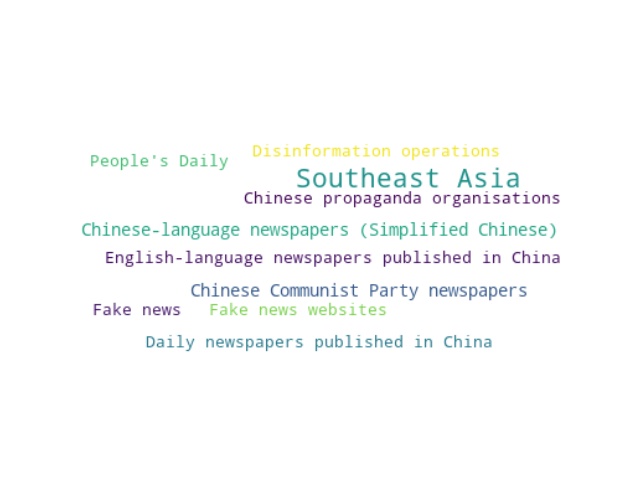 Disinformation operations
People's Daily
Southeast Asia
Chinese propaganda organisations
Chinese-language newspapers (Simplified Chinese)
English-language newspapers published in China
Chinese Communist Party newspapers
Fake news
Fake news websites
Daily newspapers published in China